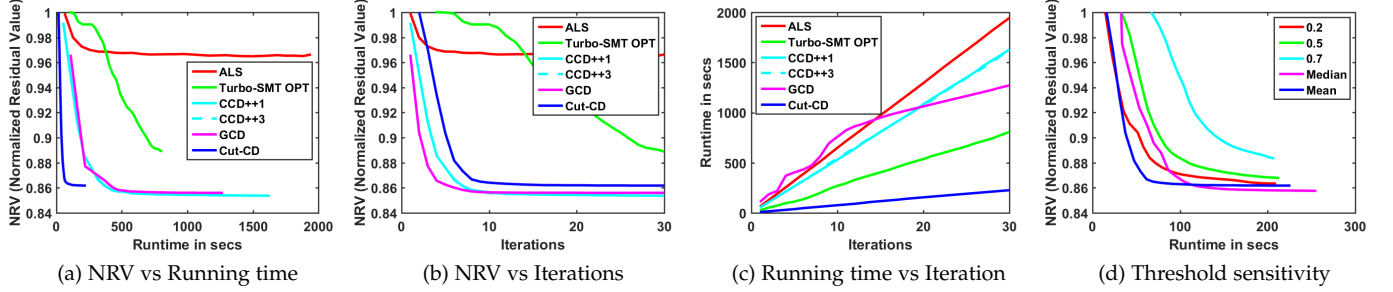 NRV (Normalized Residual Value)
1
0.98
0.96
0.94
0.92
0.9
0.88
0.86
0.84
ALS
Turbo-SMT OPT
CCD++1
CCD++3
GCD
Cut-CD
0 500 1000 1500 2000
Runtime in secs
(a) NRV vs Running time
NRV (Normalized Residual Value)
1
0.98
0.96
0.94
0.92
0.9
0.88
0.86
0.84
ALS
Turbo-SMT OPT
CCD++1
CCD++3
GCD
Cut-CD
0 10 20 30
Iterations
(b) NRV vs Iterations
Runtime in secs
2000
1500
1000
500
0
ALS
Turbo-SMT OPT
CCD++1
CCD++3
GCD
Cut-CD
0 10 20 30
Iterations
(c) Running time vs Iteration
NRV (Normalized Residual Value)
1
0.98
0.96
0.94
0.92
0.9
0.88
0.86
0.84
0.2
0.5
0.7
Median
Mean
0 100 200 300
Runtime in secs
(d) Threshold sensitivity